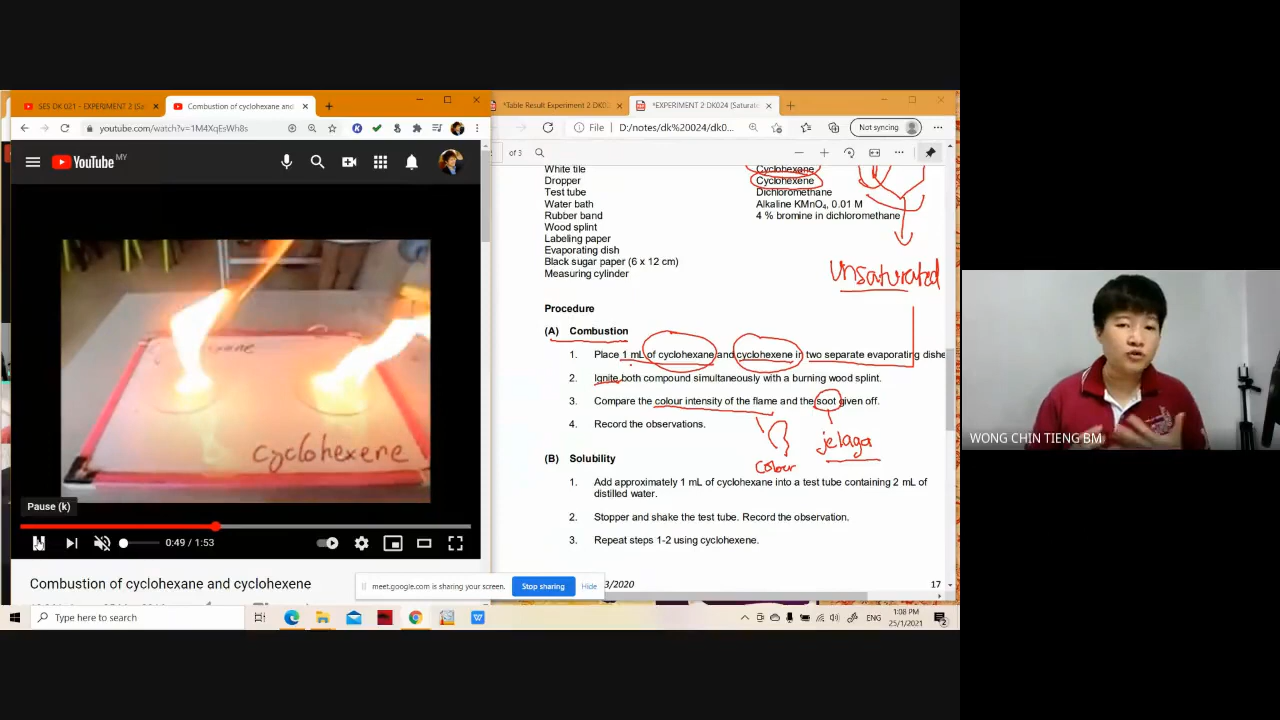 SES DK 021 - EXPERIMENT 2 (Sa
Combustion of cyclohexane and
*Table Result Experiment 2 DK0
*EXPERIMENT 2 DK024 (Saturate
youtube.com/watch?v=1M4XqEsWh8s
File
D:/notes/dk%20024/dk0...
Not syncing
YouTube MY
of 3
cyclohexene
Pause (k)
0:49 / 1:53
Combustion of cyclohexane and cyclohexene
White tile
Cyclohexane
Dropper
Cyclohexene
Test tube
Dichloromethane
Water bath
Alkaline KMnO₄, 0.01 M
Rubber band
4 % bromine in dichloromethane
Wood splint
Labeling paper
Evaporating dish
Black sugar paper (6 x 12 cm)
Measuring cylinder
unsaturated
Procedure
(A) Combustion
1. Place 1 mL of cyclohexane and cyclohexene in two separate evaporating dishe
2. Ignite both compound simultaneously with a burning wood splint.
3. Compare the colour intensity of the flame and the soot given off.
4. Record the observations.
jelaga
colour
(B) Solubility
1. Add approximately 1 mL of cyclohexane into a test tube containing 2 mL of
distilled water.
2. Stopper and shake the test tube. Record the observation.
3. Repeat steps 1-2 using cyclohexene.
3/2020
17
meet.google.com is sharing your screen.
Stop sharing
Hide
Type here to search
ENG
1:08 PM
25/1/2021
2
WONG CHIN TIENG BM